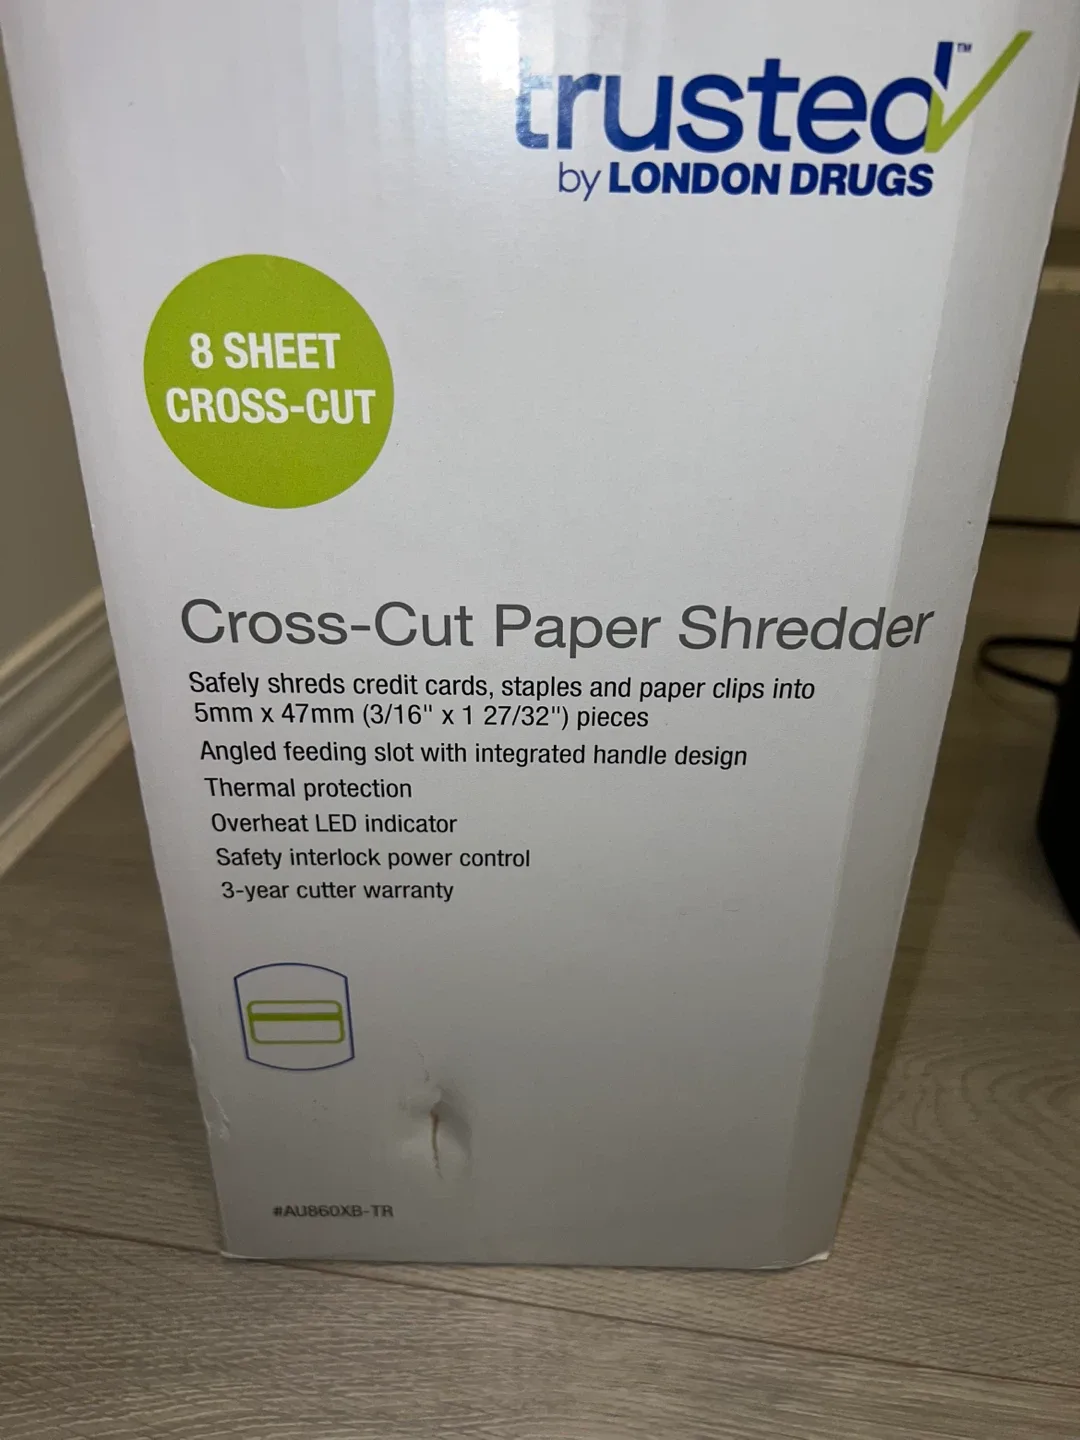 trusted™
by LONDON DRUGS
8 SHEET
CROSS-CUT
Cross-Cut Paper Shredder
Safely shreds credit cards, staples and paper clips into
5mm x 47mm (3/16" x 1 27/32") pieces
Angled feeding slot with integrated handle design
Thermal protection
Overheat LED indicator
Safety interlock power control
3-year cutter warranty
#AU860XB-TR